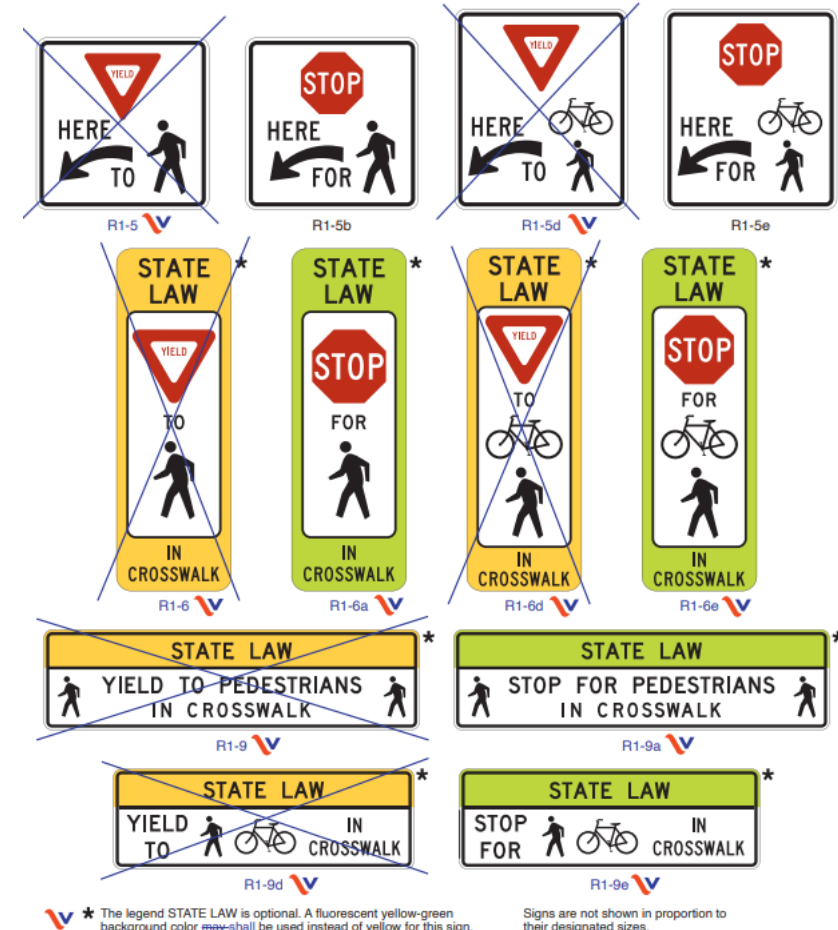 YIELD
HERE
TO
R1-5
STOP
HERE
FOR
R1-5b
YIELD
HERE
TO
R1-5d
STOP
HERE
FOR
R1-5e
STATE
LAW
*
YIELD
TO
IN
CROSSWALK
R1-6
STATE
LAW
*
STOP
FOR
IN
CROSSWALK
R1-6a
STATE
LAW
*
YIELD
TO
IN
CROSSWALK
R1-6d
STATE
LAW
*
STOP
FOR
IN
CROSSWALK
R1-6e
STATE LAW
*
YIELD TO PEDESTRIANS
IN CROSSWALK
R1-9
STATE LAW
*
STOP FOR PEDESTRIANS
IN CROSSWALK
R1-9a
STATE LAW
*
YIELD
TO
IN
CROSSWALK
R1-9d
STATE LAW
*
STOP
FOR
IN
CROSSWALK
R1-9e
* The legend STATE LAW is optional. A fluorescent yellow-green
background color may shall be used instead of yellow for this sign.
Signs are not shown in proportion to
their designated sizes.